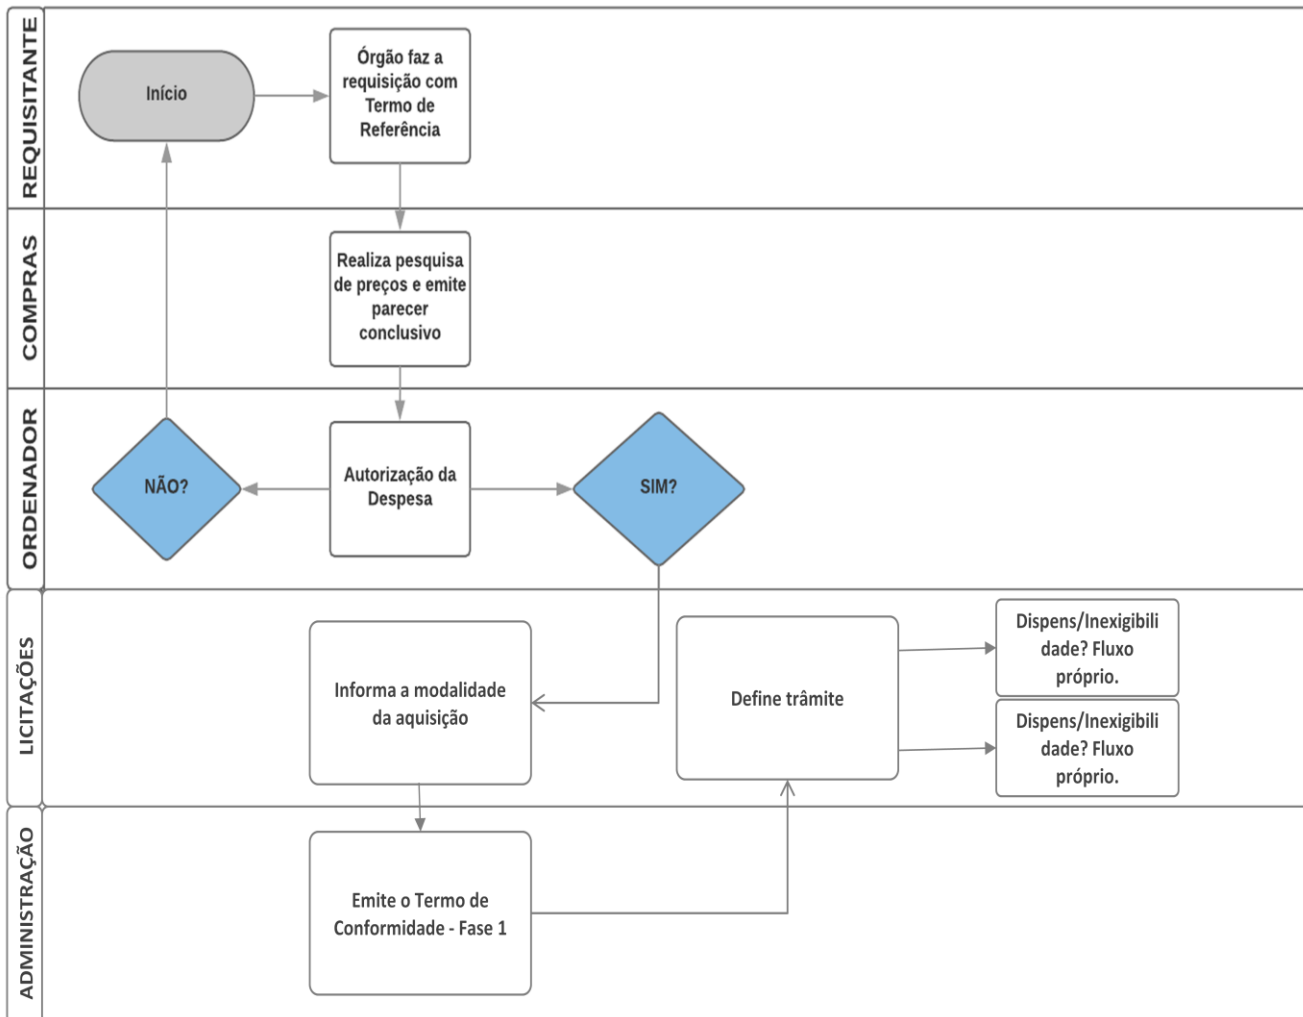 REQUISITANTE
Início
Órgão faz a
requisição com
Termo de
Referência
COMPRAS
Realiza pesquisa
de preços e emite
parecer
conclusivo
ORDENADOR
NÃO?
Autorização da
Despesa
SIM?
LICITAÇÕES
Informa a modalidade
da aquisição
Define trâmite
Dispens/Inexigibili
dade? Fluxo
próprio.
Dispens/Inexigibili
dade? Fluxo
próprio.
ADMINISTRAÇÃO
Emite o Termo de
Conformidade - Fase 1